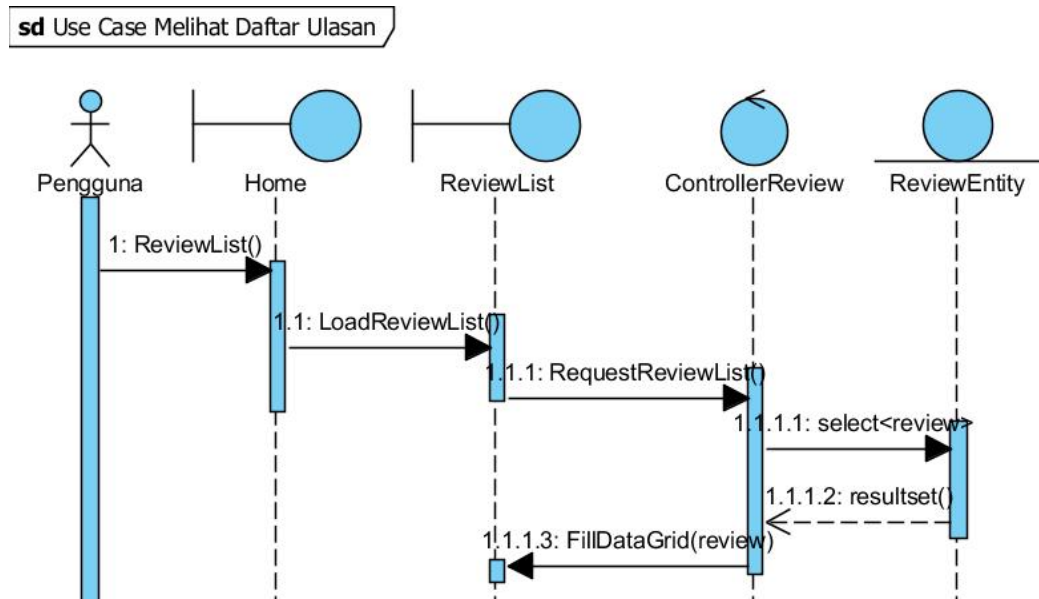 sd Use Case Melihat Daftar Ulasan
Pengguna
Home
ReviewList
ControllerReview
ReviewEntity
1: ReviewList()
1.1: LoadReviewList()
1.1.1: RequestReviewList()
1.1.1.1: select<review>
1.1.1.2: resultset()
1.1.1.3: FillDataGrid(review)